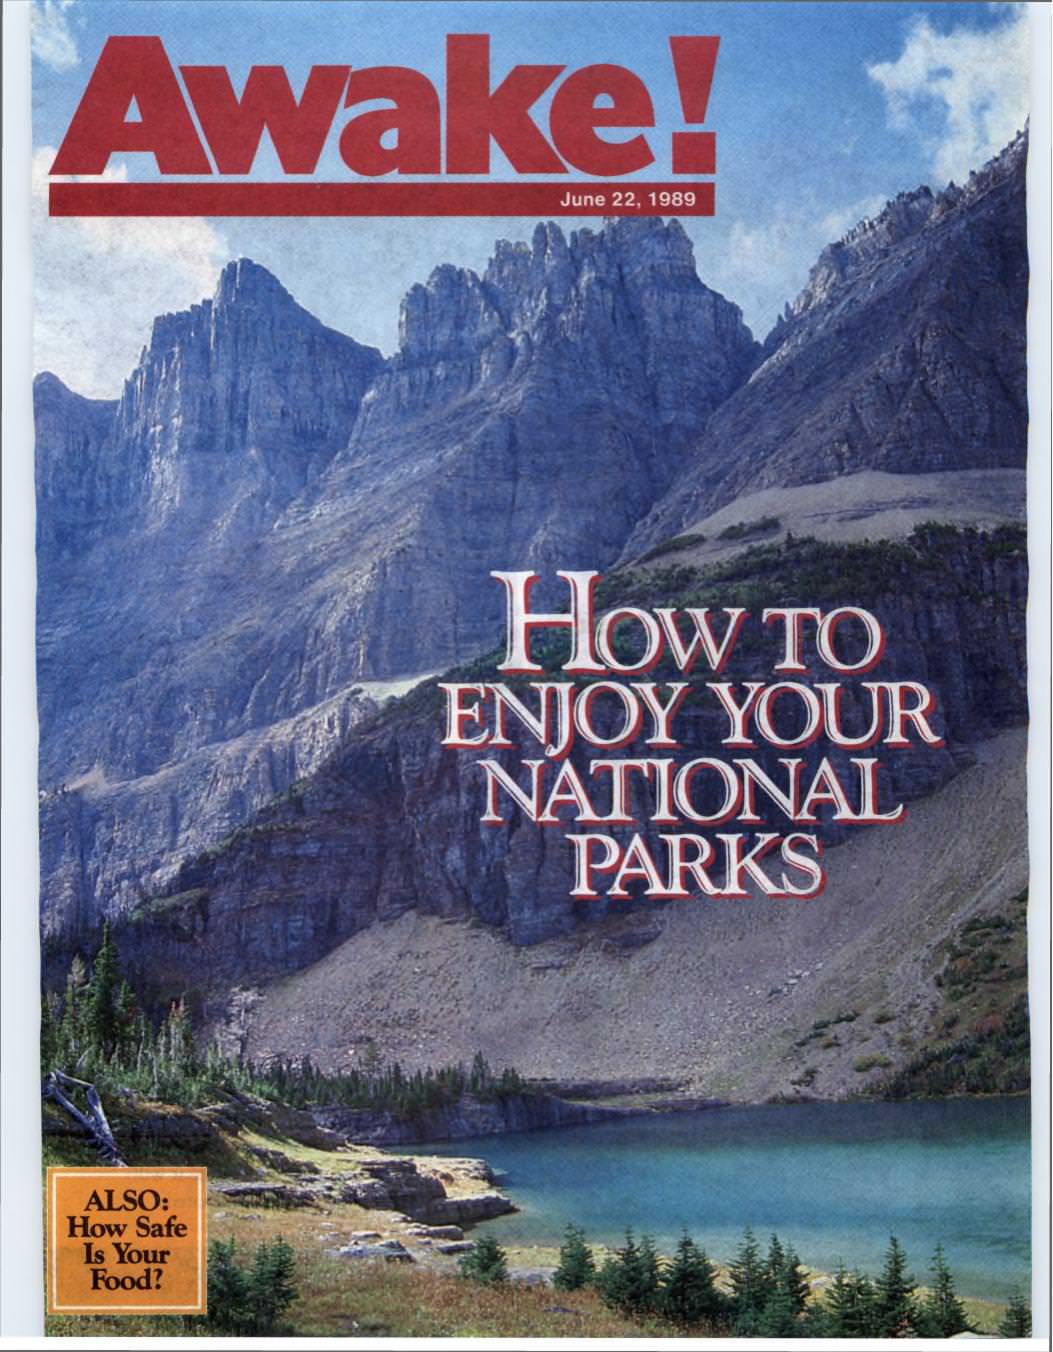 Awake!
June 22, 1989
HOW TO
ENJOY YOUR
NATIONAL
PARKS
ALSO:
How Safe
Is Your
Food?